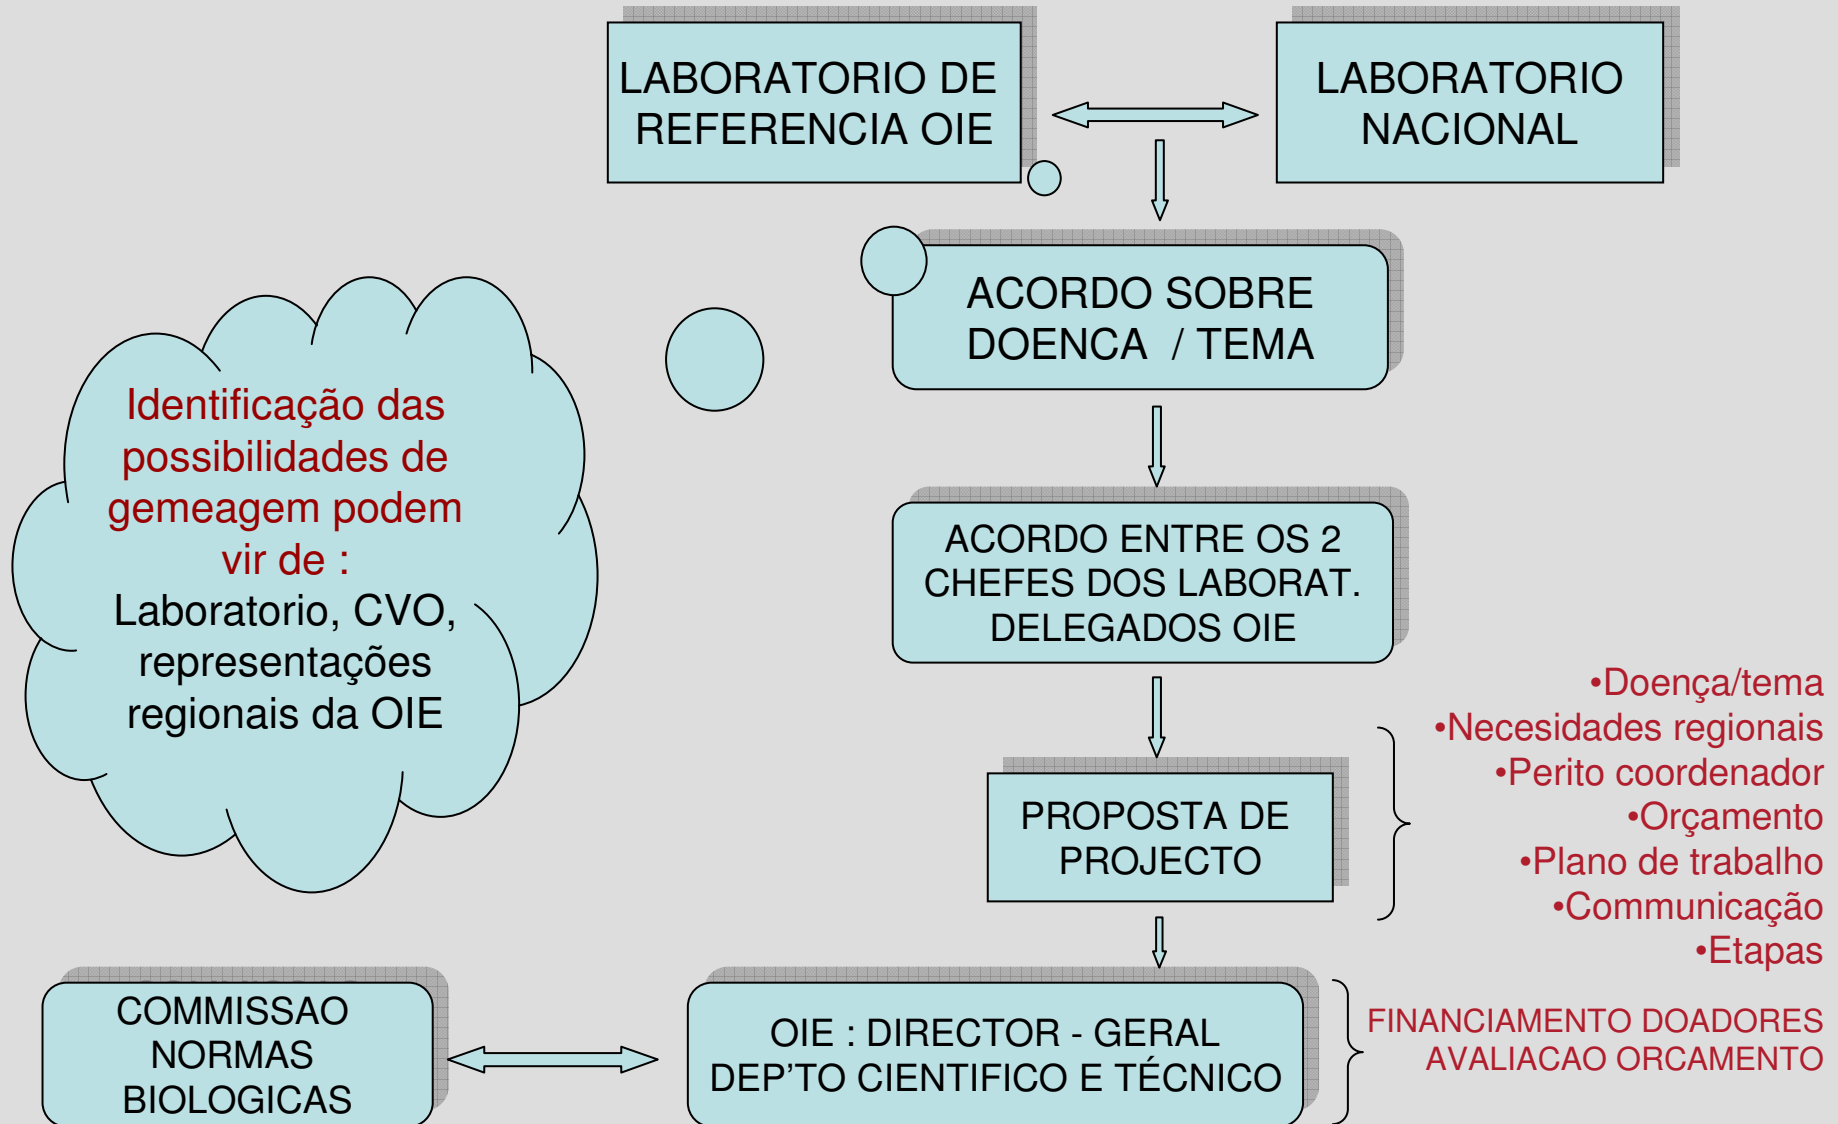 LABORATORIO DE
REFERENCIA OIE
LABORATORIO
NACIONAL
ACORDO SOBRE
DOENCA / TEMA
Identificação das
possibilidades de
gemeagem podem
vir de :
Laboratorio, CVO,
representações
regionais da OIE
ACORDO ENTRE OS 2
CHEFES DOS LABORAT.
DELEGADOS OIE
PROPOSTA DE
PROJECTO
•Doença/tema
•Necesidades regionais
•Perito coordenador
•Orçamento
•Plano de trabalho
•Communicação
•Etapas
COMMISSAO
NORMAS
BIOLOGICAS
OIE : DIRECTOR - GERAL
DEP’TO CIENTIFICO E TÉCNICO
FINANCIAMENTO DOADORES
AVALIACAO ORCAMENTO